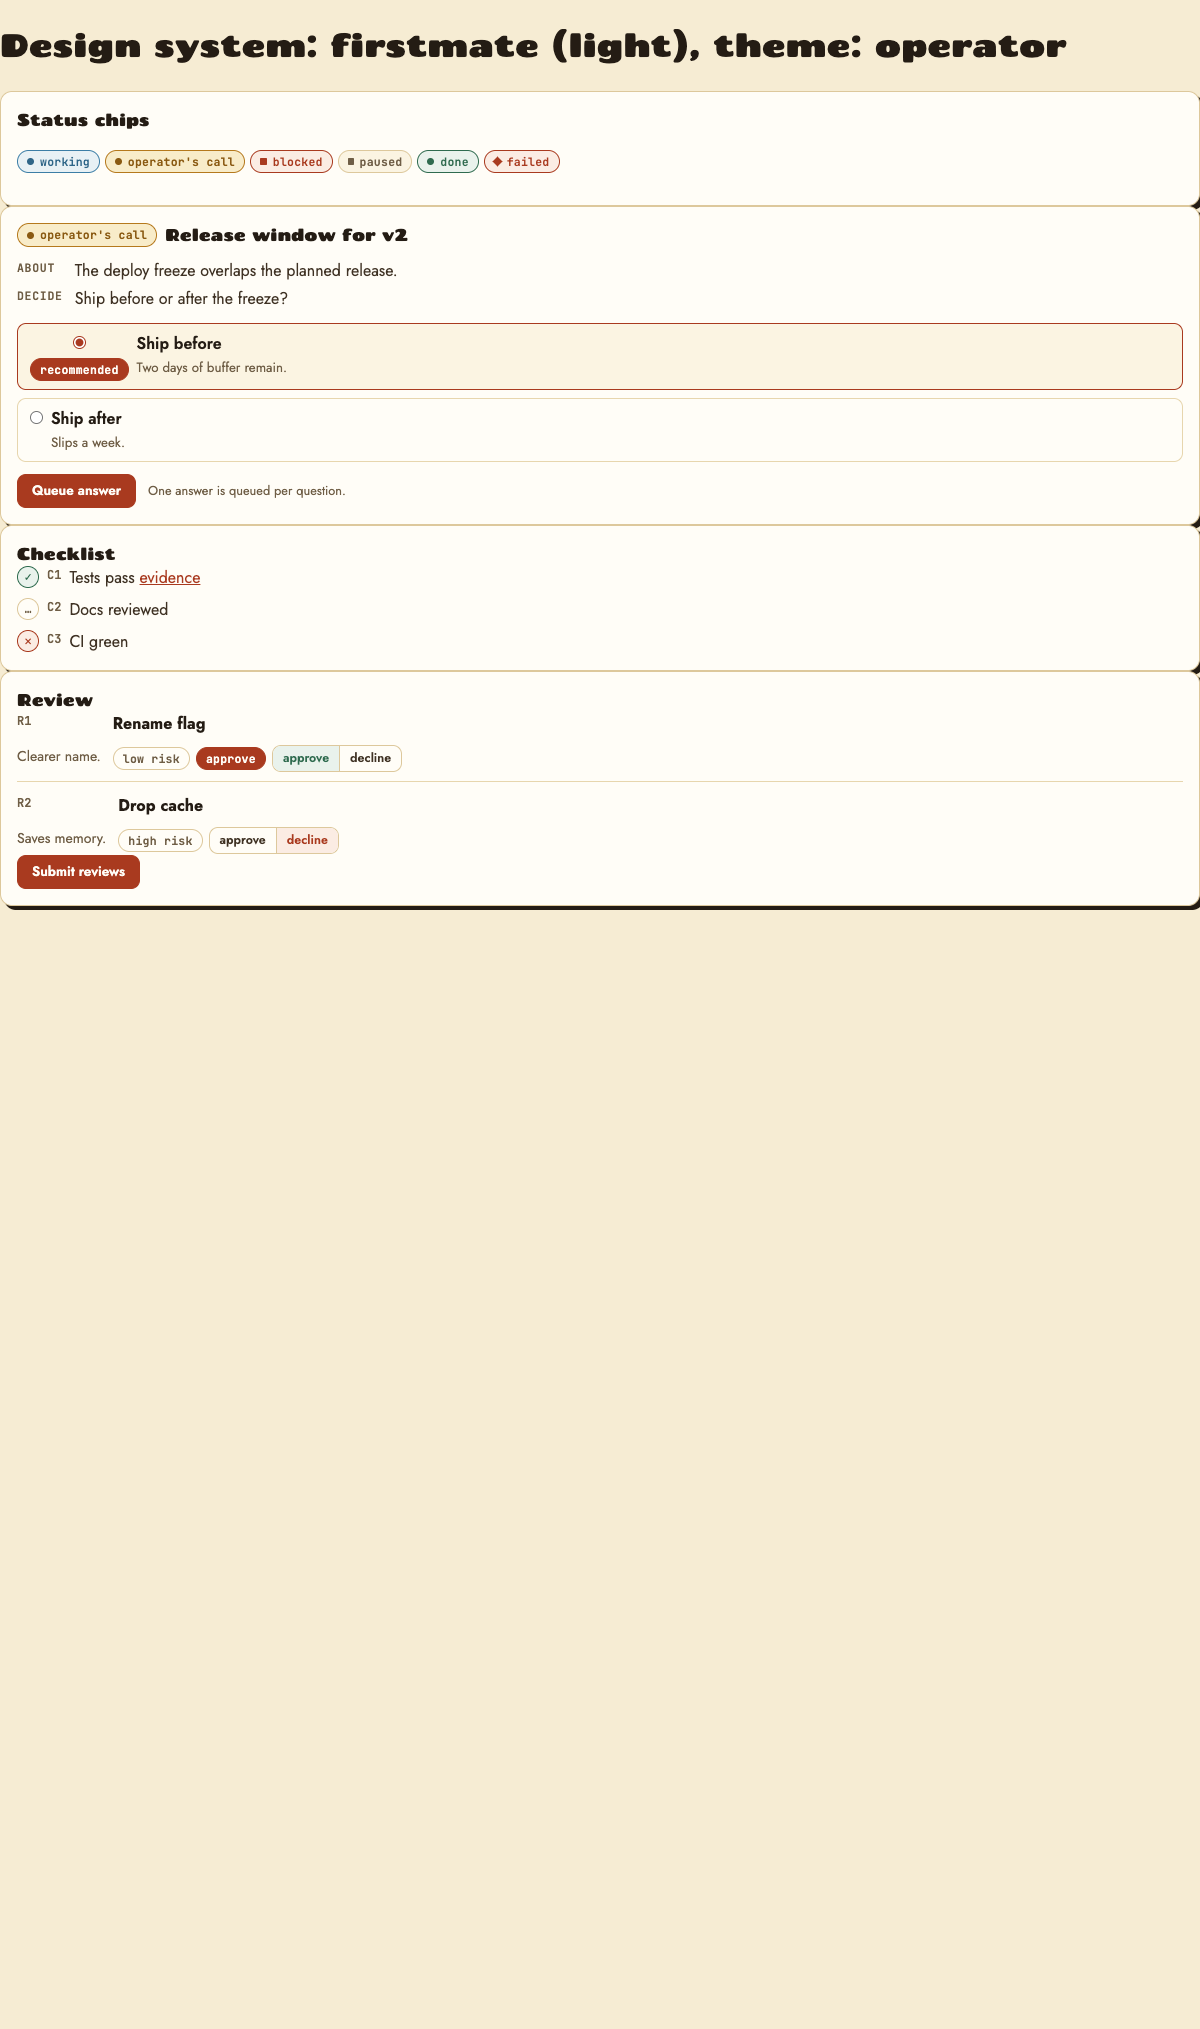 Design system: firstmate (light), theme: operator
Status chips
working operator's call blocked paused done failed
operator's call Release window for v2
ABOUT The deploy freeze overlaps the planned release.
DECIDE Ship before or after the freeze?
Ship before
recommended Two days of buffer remain.
Ship after
Slips a week.
Queue answer One answer is queued per question.
Checklist
✓ C1 Tests pass evidence
… C2 Docs reviewed
× C3 CI green
Review
R1 Rename flag
Clearer name. low risk approve approve decline
R2 Drop cache
Saves memory. high risk approve decline
Submit reviews